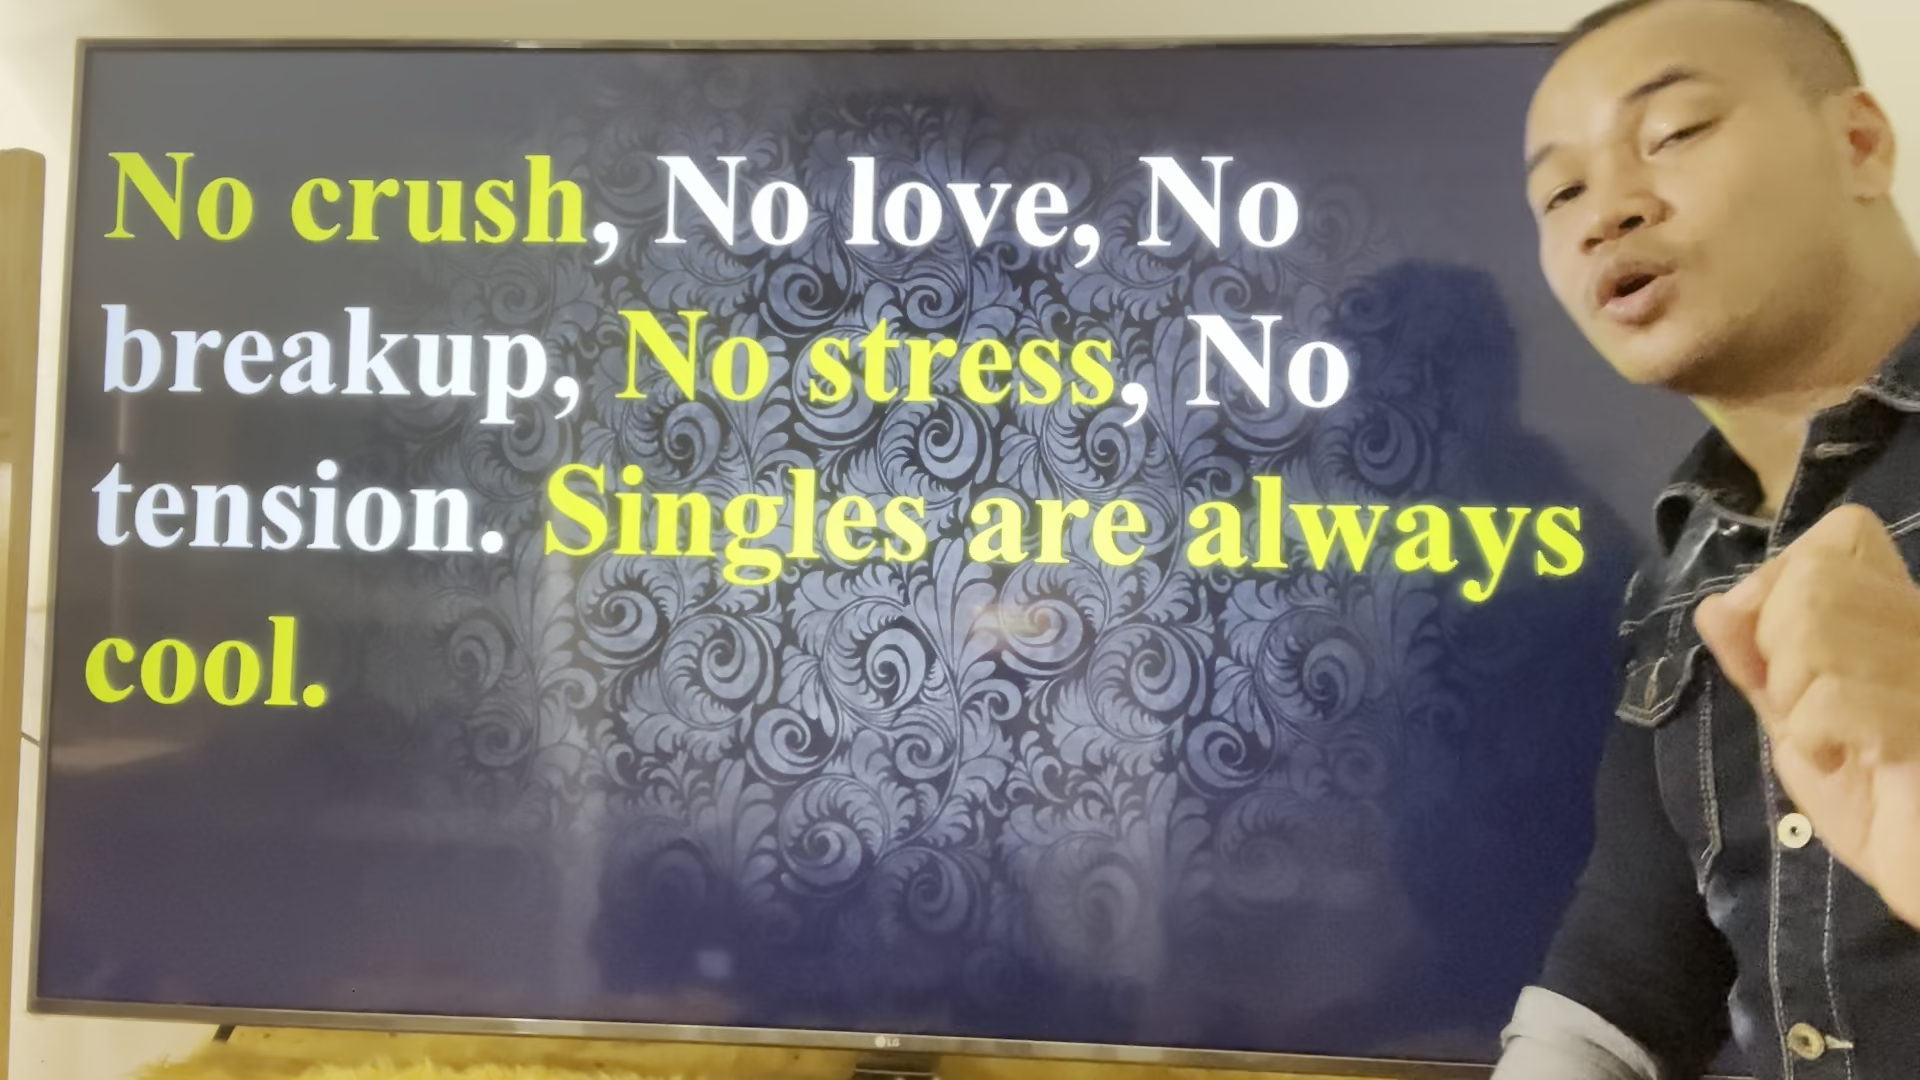 No crush, No love, No
breakup, No stress, No
tension. Singles are always
cool.
LG